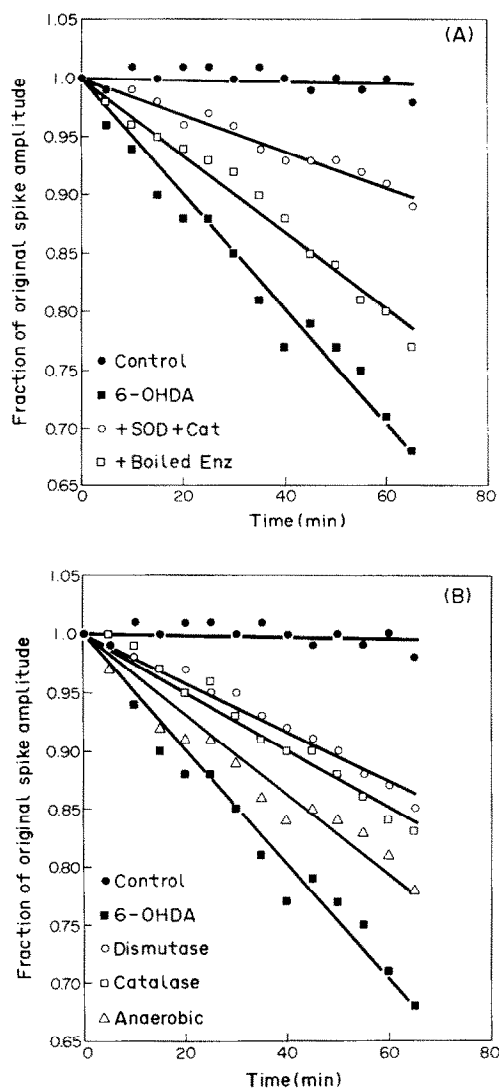 (A)
1.05
1.0
0.95
0.90
0.85
0.80
0.75
0.70
0.65
Fraction of original spike amplitude
Control
6-OHDA
+SOD+Cat
+Boiled Enz
0
20
40
60
80
Time (min)
(B)
1.05
1.0
0.95
0.90
0.85
0.80
0.75
0.70
0.65
Fraction of original spike amplitude
Control
6-OHDA
Dismutase
Catalase
Anaerobic
0
20
40
60
80
Time (min)